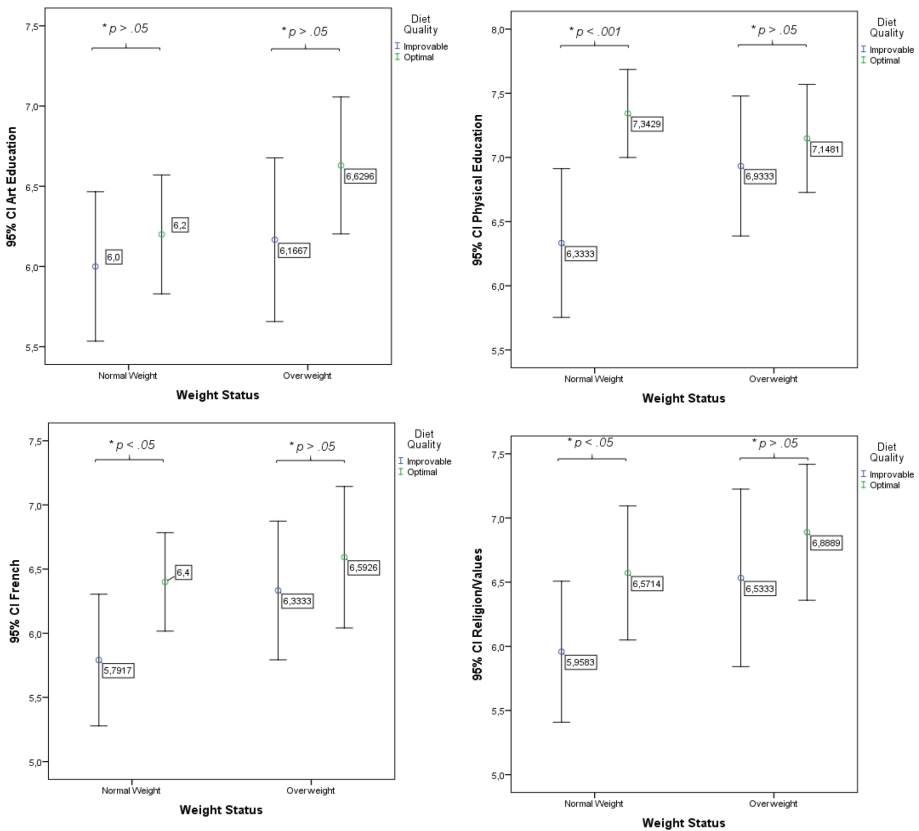 * p > .05
* p > .05
Diet
Quality
Improvable
Optimal
7,5
7,0
6,5
6,0
5,5
95% CI Art Education
6,0
6,2
6,1667
6,6296
Normal Weight
Overweight
Weight Status
* p < .001
* p > .05
Diet
Quality
Improvable
Optimal
8,0
7,5
7,0
6,5
6,0
5,5
95% CI Physical Education
6,3333
7,3429
6,9333
7,1481
Normal Weight
Overweight
Weight Status
* p < .05
* p > .05
Diet
Quality
Improvable
Optimal
7,5
7,0
6,5
6,0
5,5
5,0
95% CI French
5,7917
6,4
6,3333
6,5926
Normal Weight
Overweight
Weight Status
* p < .05
* p > .05
Diet
Quality
Improvable
Optimal
7,5
7,0
6,5
6,0
5,5
5,0
95% CI Religion/Values
5,9583
6,5714
6,5333
6,8889
Normal Weight
Overweight
Weight Status